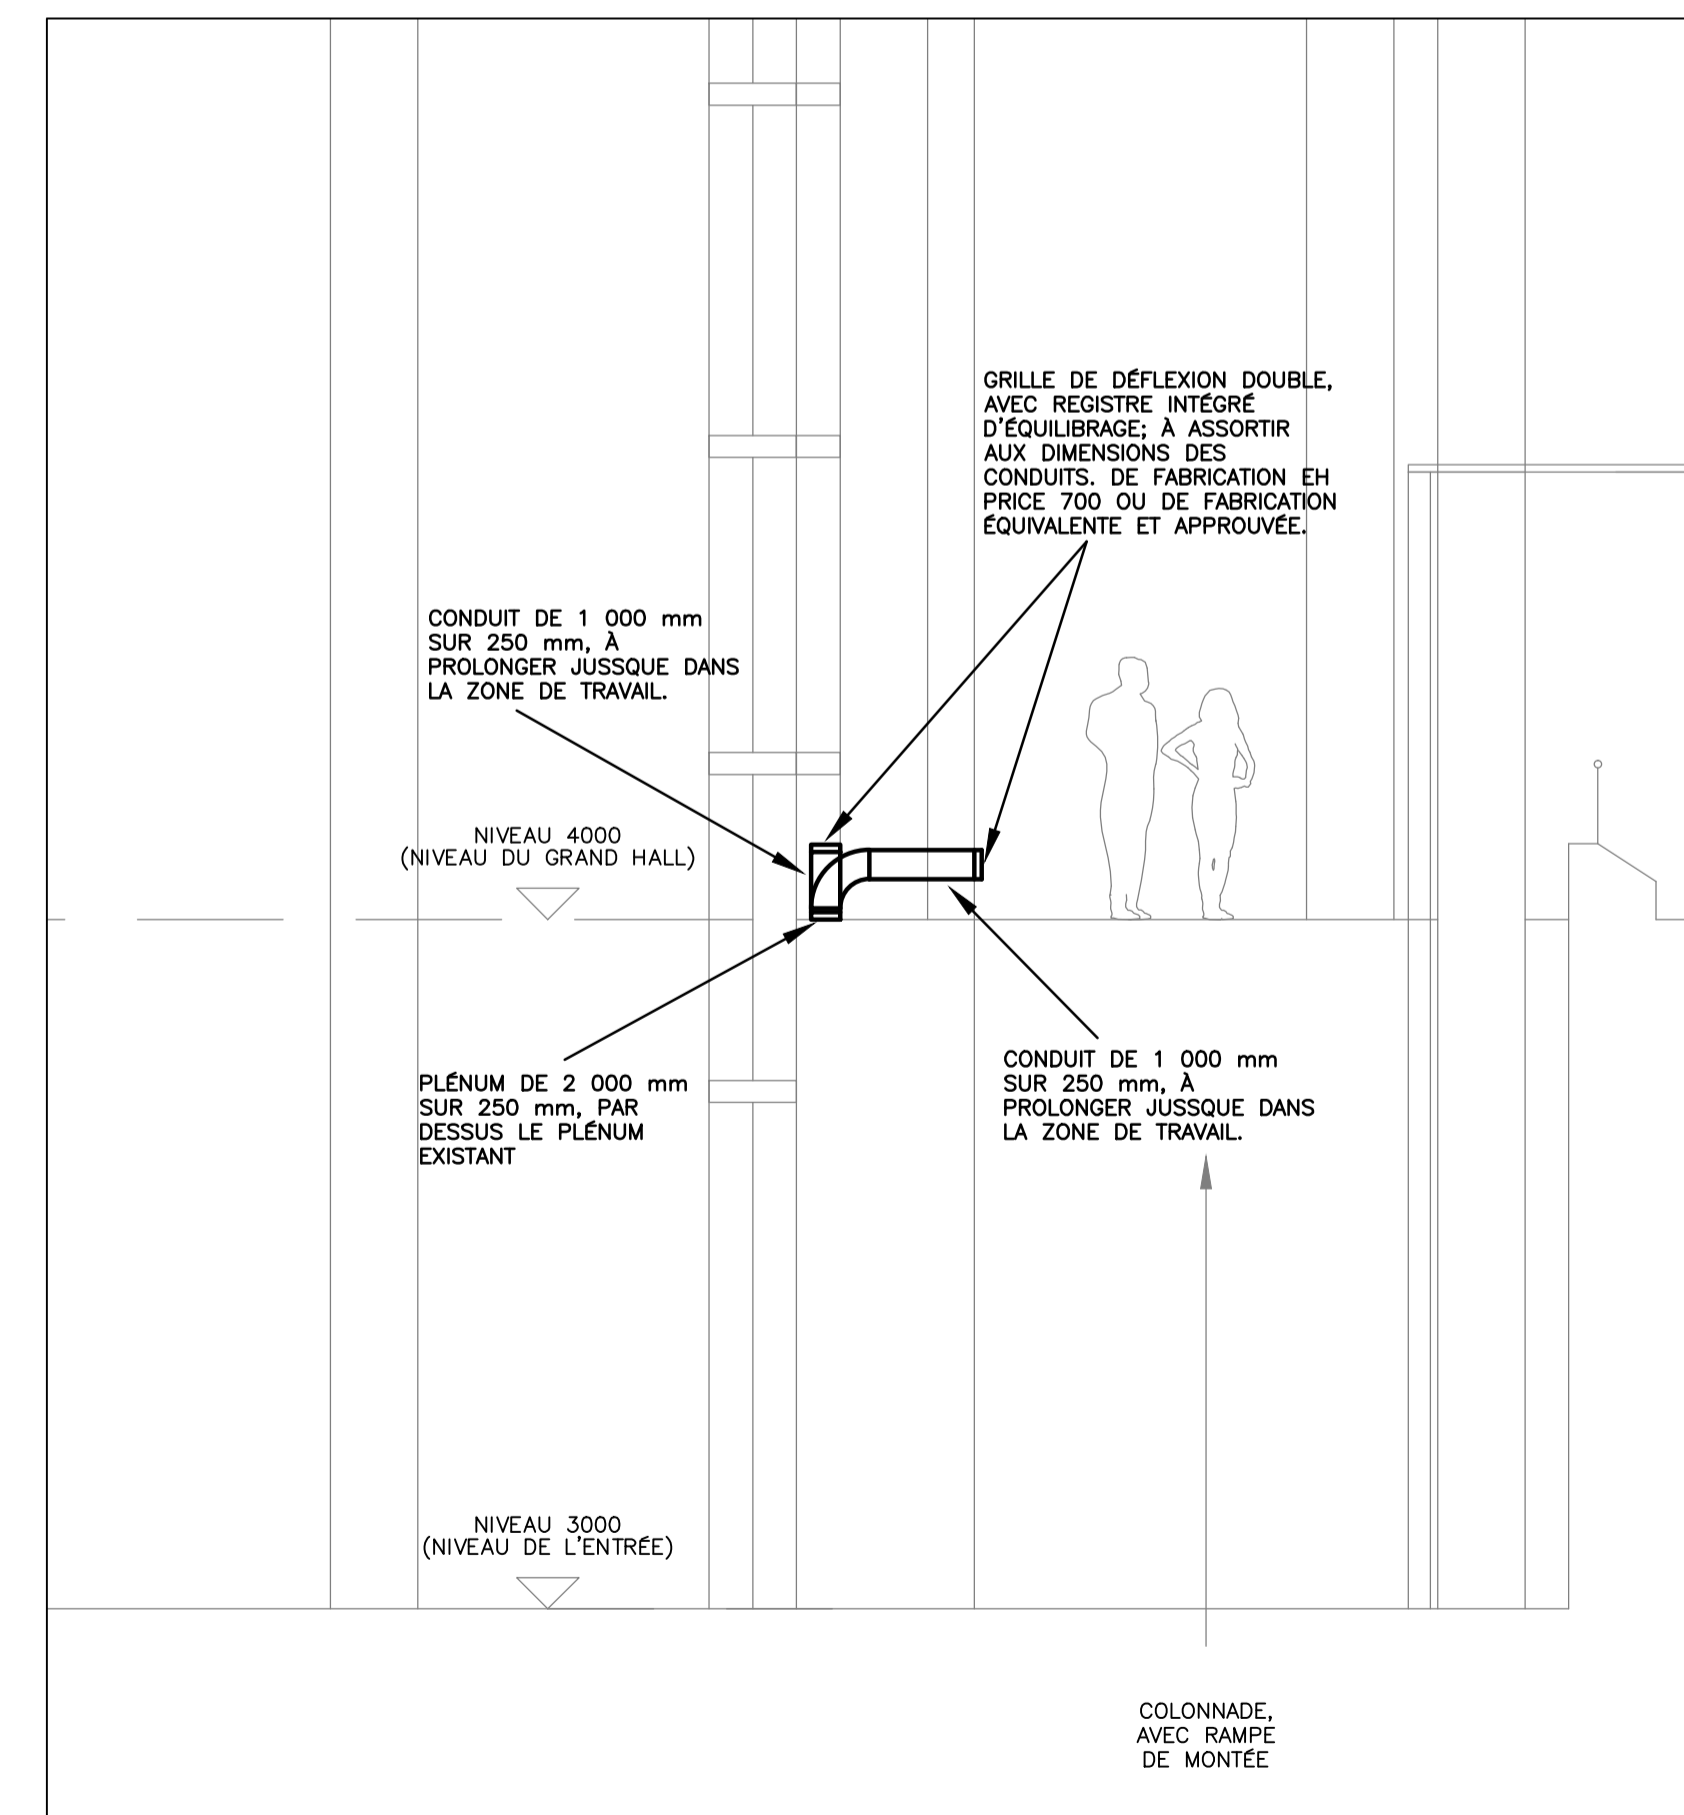 GRILLE DE DÉFLEXION DOUBLE,
AVEC REGISTRE INTÉGRÉ
D'ÉQUILIBRAGE; À ASSORTIR
AUX DIMENSIONS DES
CONDUITS. DE FABRICATION EH
PRICE 700 OU DE FABRICATION
ÉQUIVALENTE ET APPROUVÉE.
CONDUIT DE 1 000 mm
SUR 250 mm, À
PROLONGER JUSSQUE DANS
LA ZONE DE TRAVAIL.
NIVEAU 4000
(NIVEAU DU GRAND HALL)
PLÉNUM DE 2 000 mm
SUR 250 mm, PAR
DESSUS LE PLÉNUM
EXISTANT
CONDUIT DE 1 000 mm
SUR 250 mm, À
PROLONGER JUSSQUE DANS
LA ZONE DE TRAVAIL.
NIVEAU 3000
(NIVEAU DE L'ENTRÉE)
COLONNADE,
AVEC RAMPE
DE MONTÉE